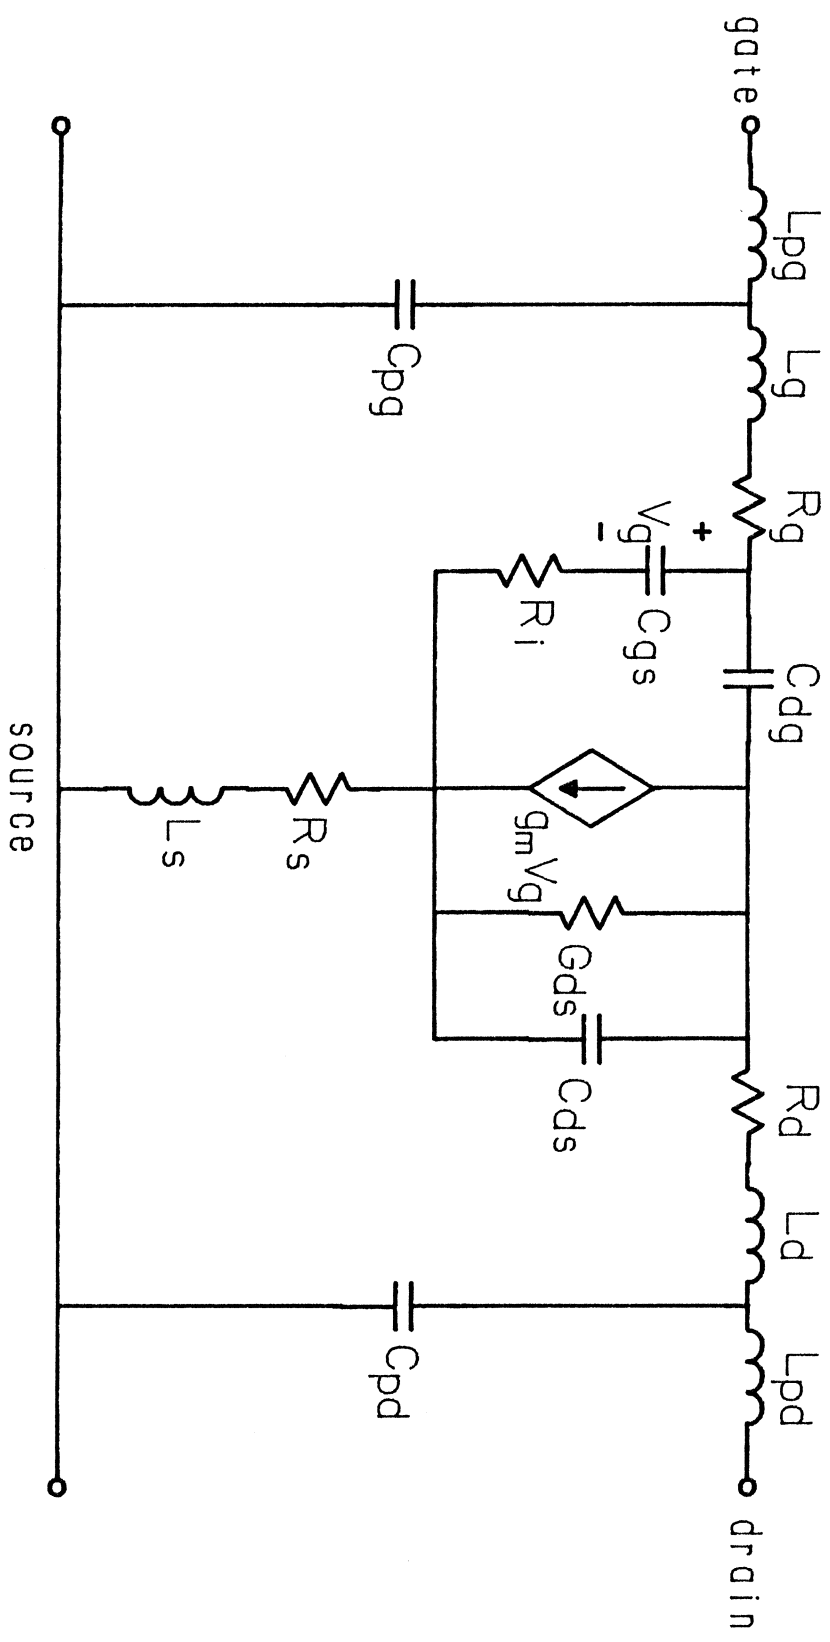 gate
Lpg
Lg
Rg
Cdg
Rd
Ld
Lpd
drain
+
Vg
-
Cgs
Ri
gmVg
Gds
Cds
Cpg
Rs
Ls
Cpd
source